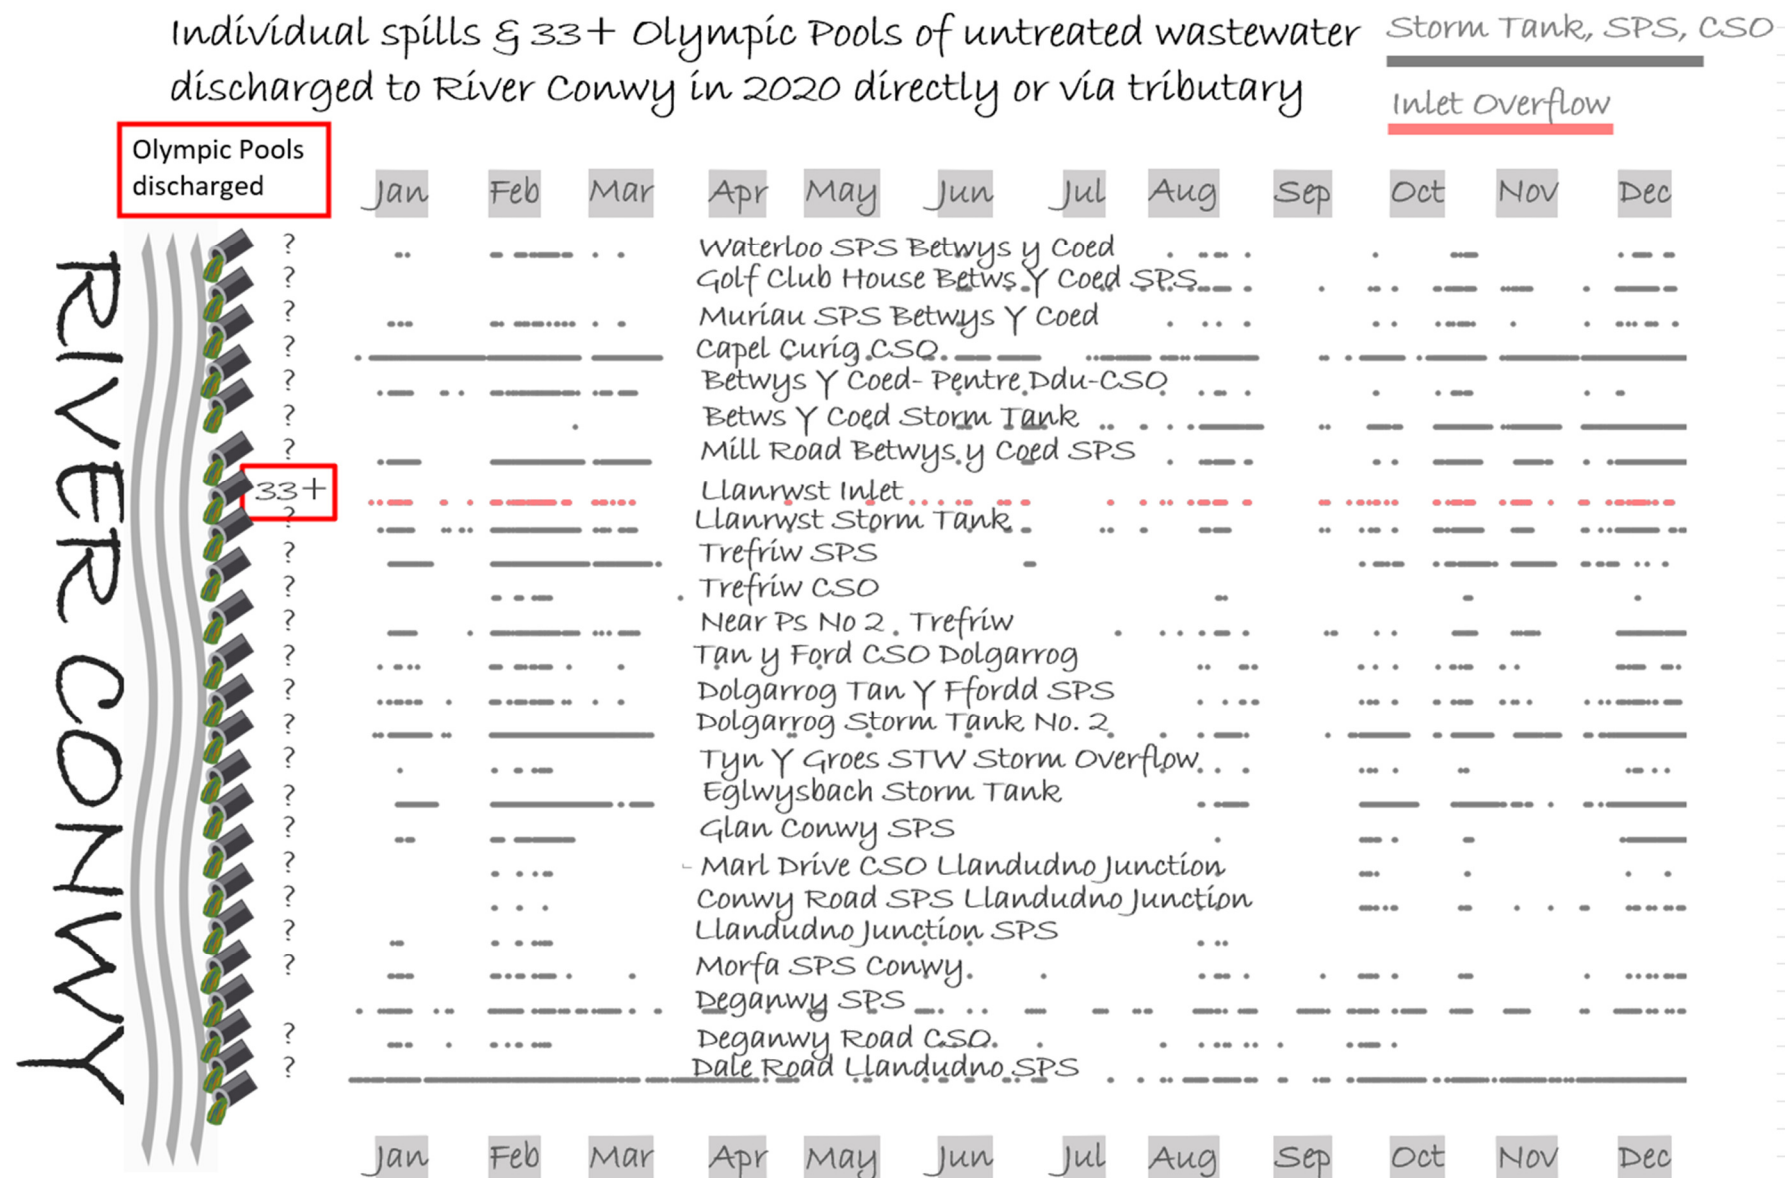 Individual spills & 33+ Olympic Pools of untreated wastewater
discharged to River Conwy in 2020 directly or via tributary
Storm Tank, SPS, CSO
Inlet Overflow
Olympic Pools
discharged
Jan Feb Mar Apr May Jun Jul Aug Sep Oct Nov Dec
RIVER CONWY
? Waterloo SPS Betwys y Coed
? Golf Club House Betws Y Coed SPS
? Muriau SPS Betwys Y Coed
? Capel Curig CSO
? Betwys Y Coed- Pentre Ddu-CSO
? Betws Y Coed Storm Tank
? Mill Road Betwys y Coed SPS
33+ Llanrwst Inlet
? Llanrwst Storm Tank
? Trefriw SPS
? Trefriw CSO
? Near Ps No 2 . Trefriw
? Tan y Ford CSO Dolgarrog
? Dolgarrog Tan Y Ffordd SPS
? Dolgarrog Storm Tank No. 2
? Tyn Y Groes STW Storm Overflow
? Eglwysbach Storm Tank
? Glan Conwy SPS
? Marl Drive CSO Llandudno Junction
? Conwy Road SPS Llandudno Junction
? Llandudno Junction SPS
? Morfa SPS Conwy
Deganwy SPS
? Deganwy Road CSO
? Dale Road Llandudno SPS
Jan Feb Mar Apr May Jun Jul Aug Sep Oct Nov Dec